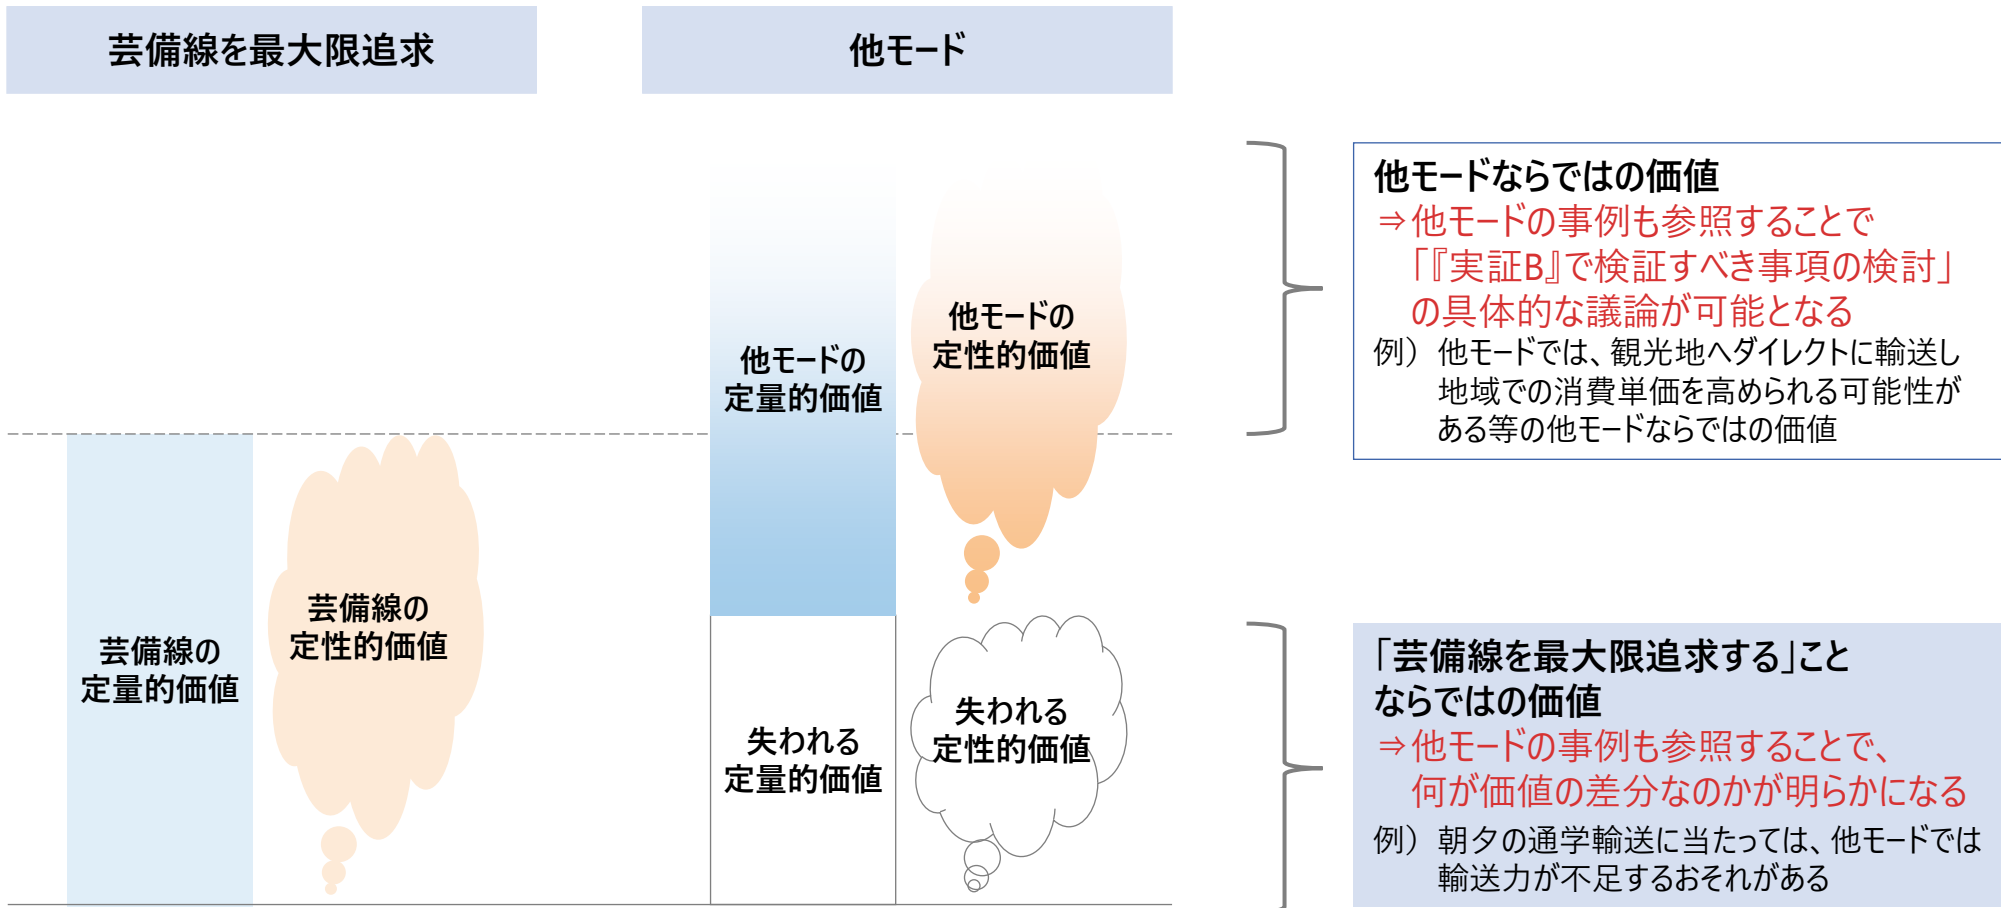 芸備線を最大限追求
他モード
芸備線の
定量的価値
芸備線の
定性的価値
他モードの
定量的価値
他モードの
定性的価値
失われる
定量的価値
失われる
定性的価値
他モードならではの価値
⇒他モードの事例も参照することで
「『実証B』で検証すべき事項の検討」
の具体的な議論が可能となる
例） 他モードでは、観光地へダイレクトに輸送し
地域での消費単価を高められる可能性が
ある等の他モードならではの価値
「芸備線を最大限追求する」こと
ならではの価値
⇒他モードの事例も参照することで、
何が価値の差分なのかが明らかになる
例） 朝夕の通学輸送に当たっては、他モードでは
輸送力が不足するおそれがある